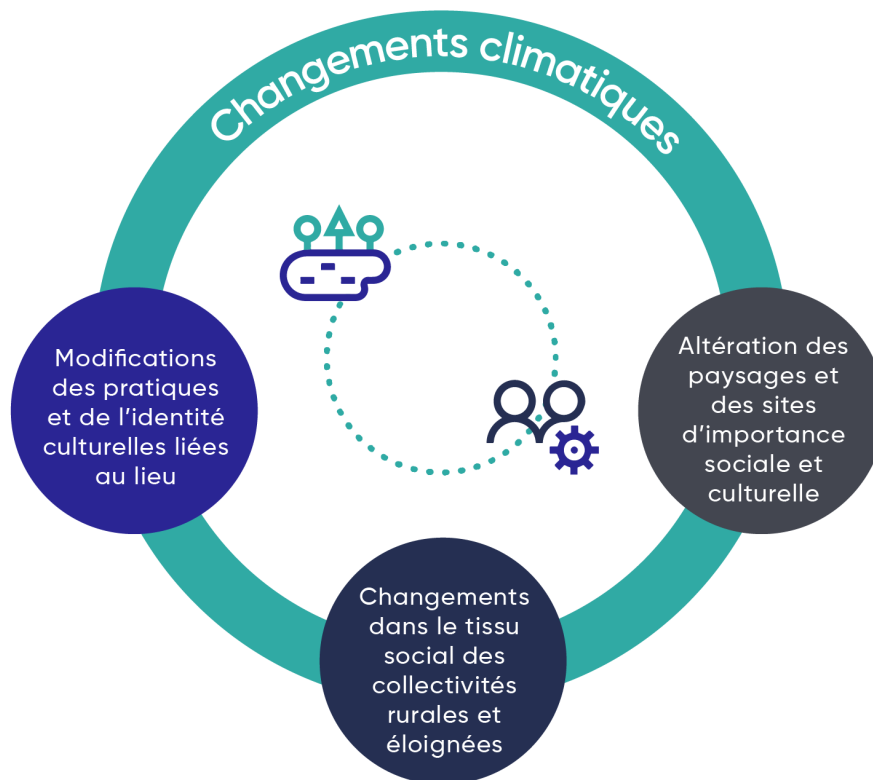 Changements climatiques
Modifications
des pratiques
et de l'identité
culturelles liées
au lieu
Altération des
paysages et
des sites
d'importance
sociale et
culturelle
Changements
dans le tissu
social des
collectivités
rurales et
éloignées